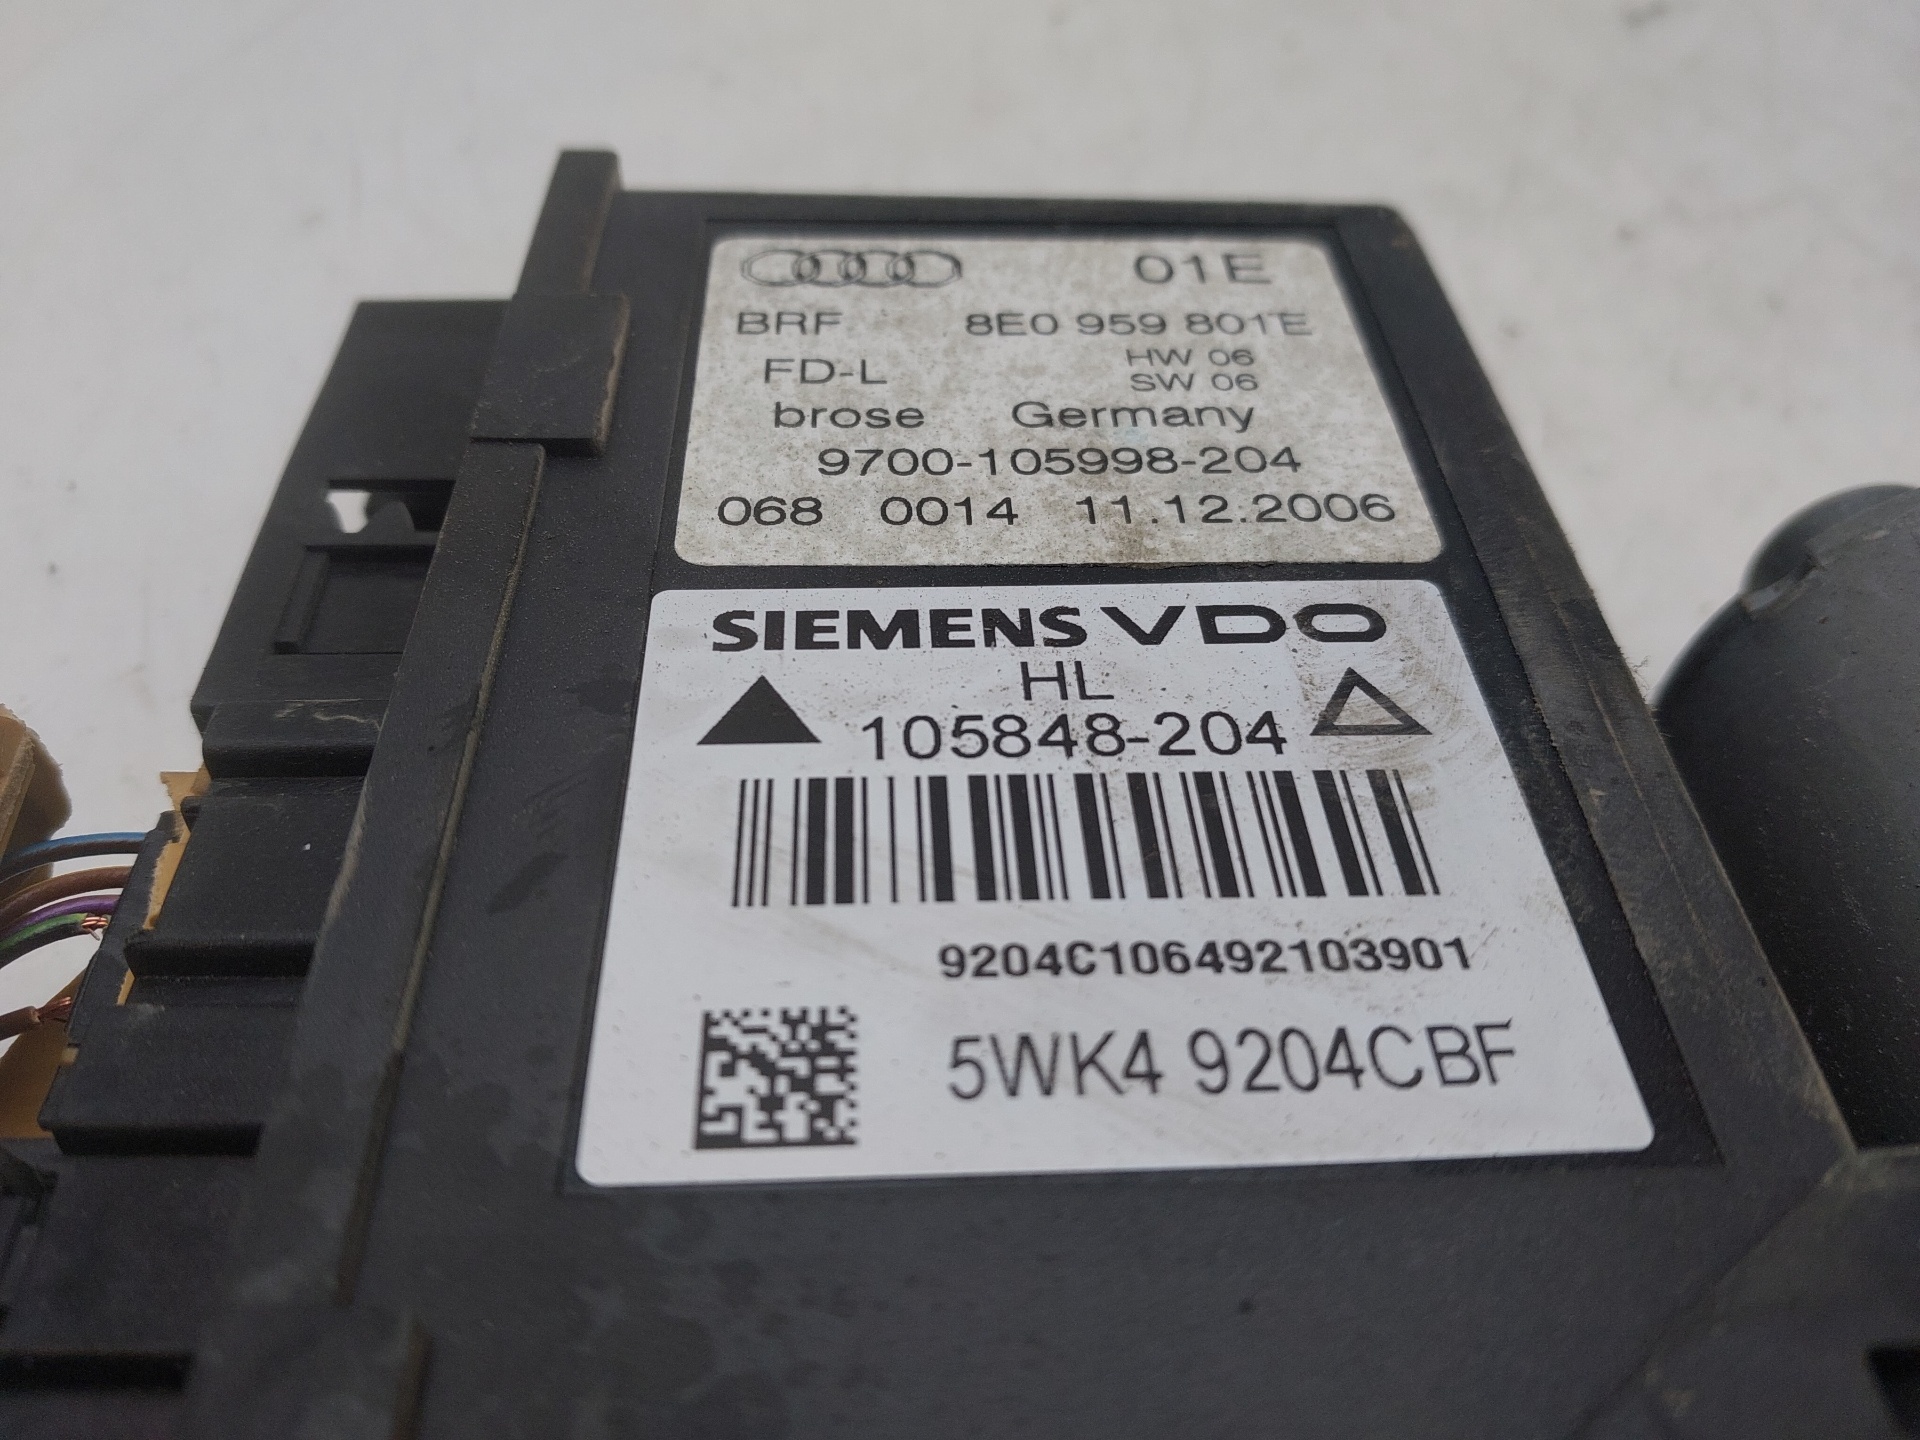 01E
BRF 8E0 959 801E
FD-L HW 06
SW 06
brose Germany
9700-105998-204
068 0014 11.12.2006
SIEMENS VDO
HL
105848-204
9204C106492103901
5WK4 9204CBF